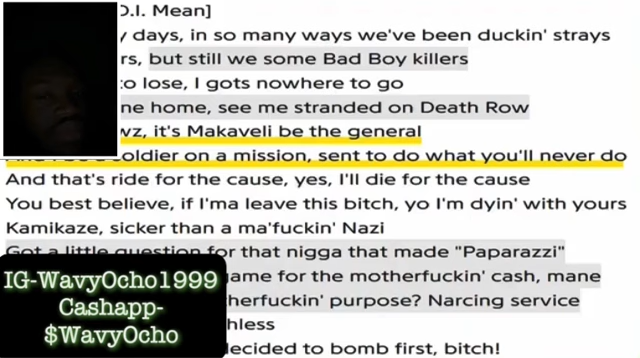 O.I. Mean]
y days, in so many ways we've been duckin' strays
rs, but still we some Bad Boy killers
to lose, I gots nowhere to go
ne home, see me stranded on Death Row
wz, it's Makaveli be the general
soldier on a mission, sent to do what you'll never do
And that's ride for the cause, yes, I'll die for the cause
You best believe, if I'ma leave this bitch, yo I'm dyin' with yours
Kamikaze, sicker than a ma'fuckin' Nazi
Got a little question for that nigga that made "Paparazzi"
game for the motherfuckin' cash, mane
herfuckin' purpose? Narcing service
hless
decided to bomb first, bitch!
IG-WavyOcho1999
Cashapp-
$WavyOcho